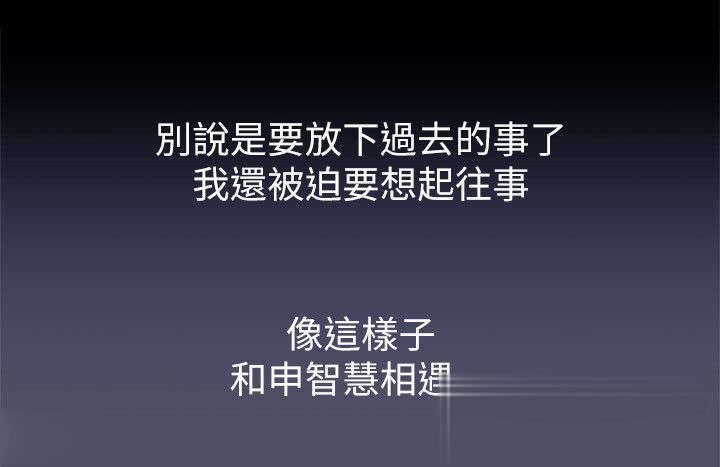 別說是要放下過去的事了
我還被迫要想起往事
像這樣子
和申智慧相遇